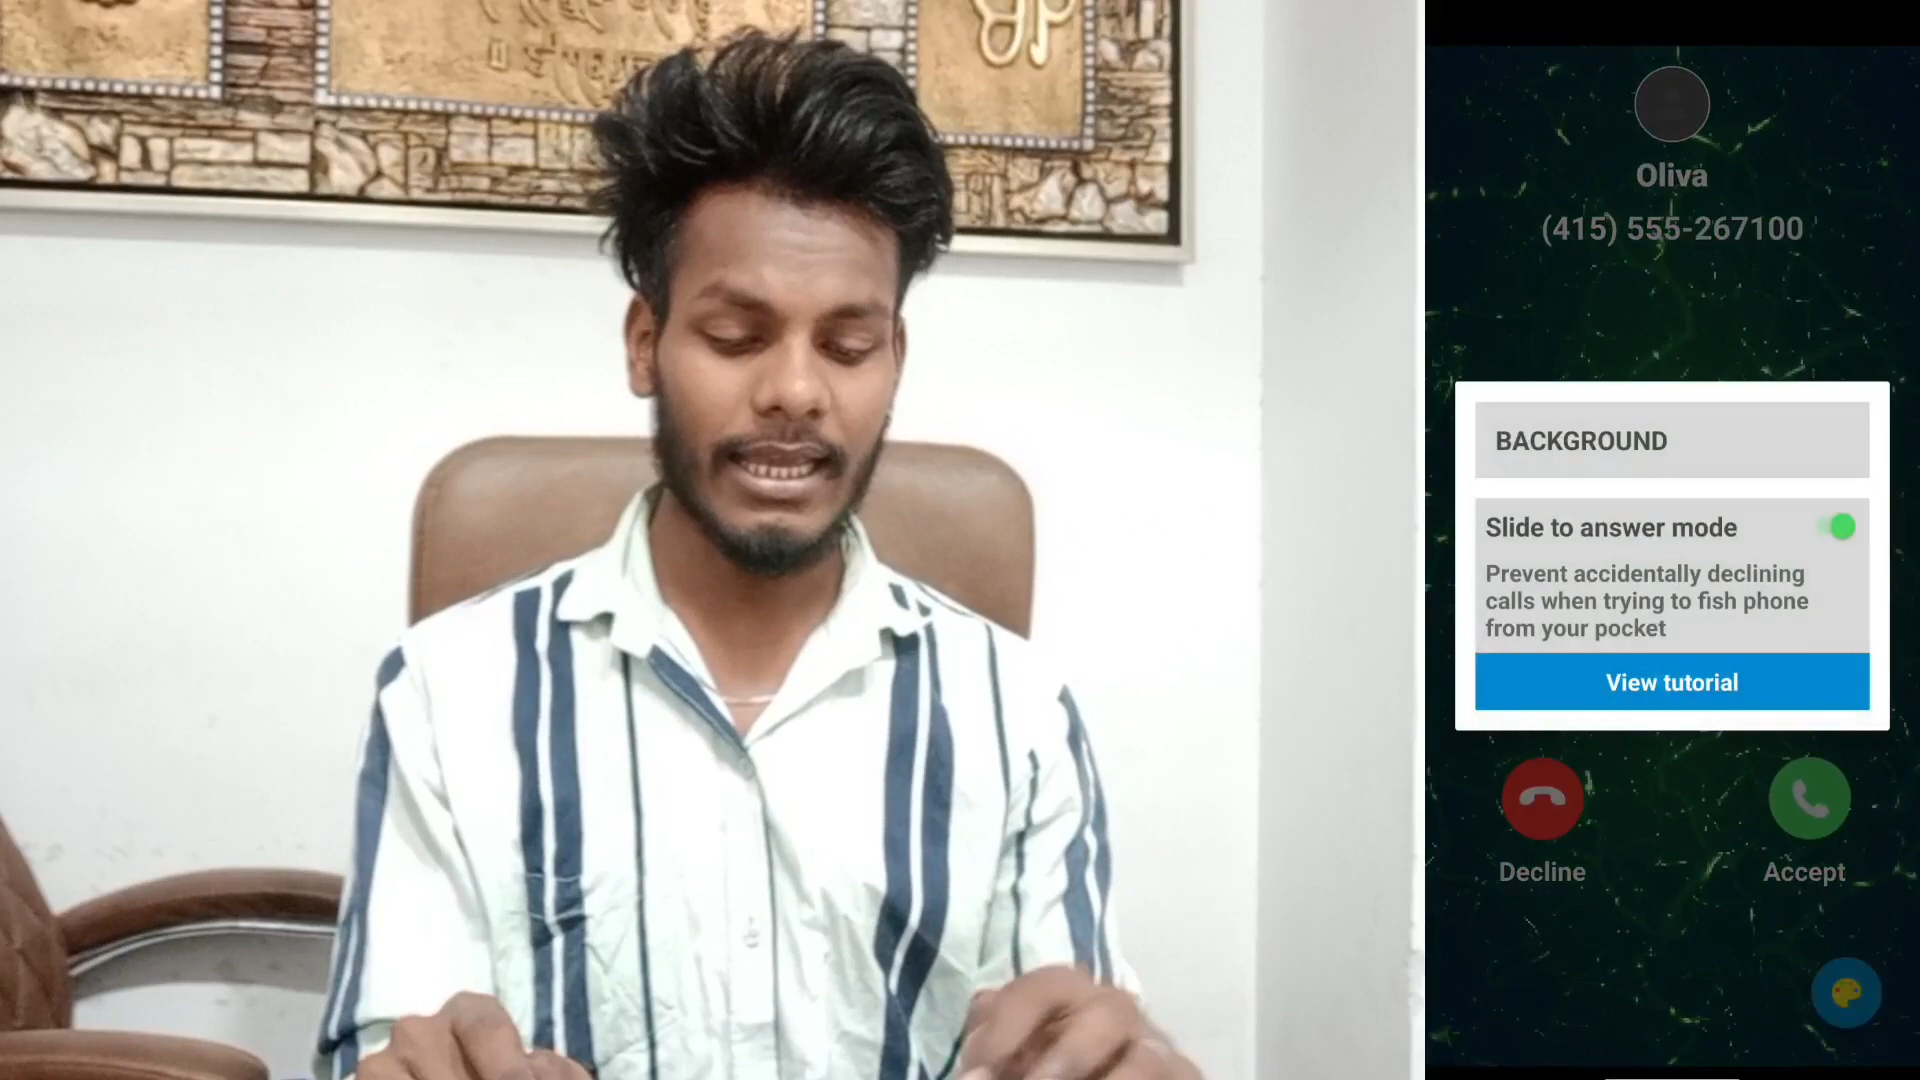 Oliva
(415) 555-267100
BACKGROUND
Slide to answer mode
Prevent accidentally declining
calls when trying to fish phone
from your pocket
View tutorial
Decline
Accept